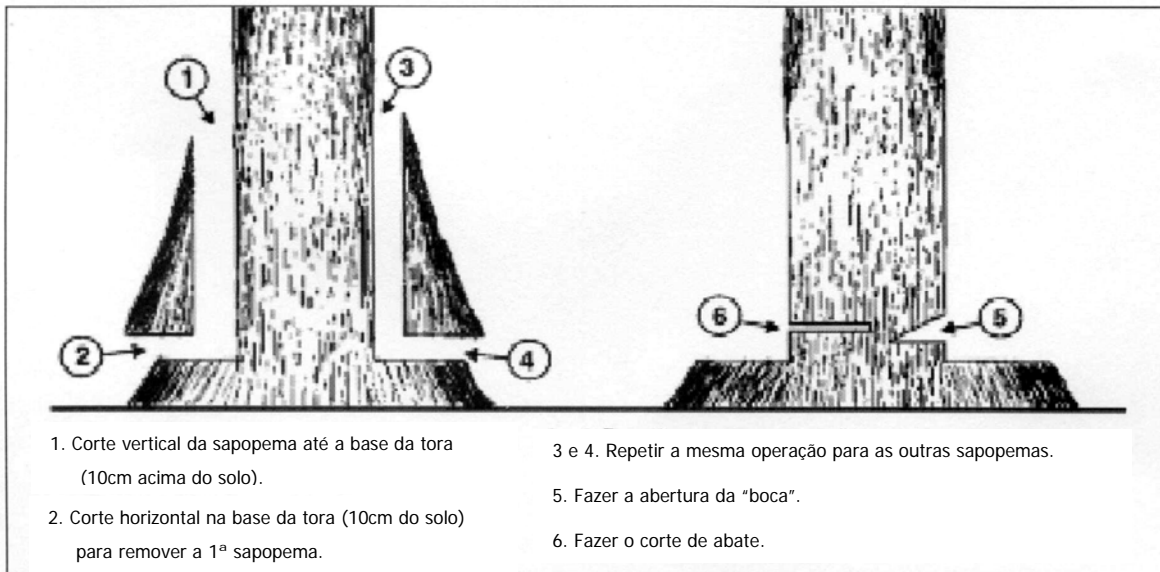 1
3
2
4
6
5
1. Corte vertical da sapopema até a base da tora
(10cm acima do solo).
2. Corte horizontal na base da tora (10cm do solo)
para remover a 1ª sapopema.
3 e 4. Repetir a mesma operação para as outras sapopemas.
5. Fazer a abertura da "boca".
6. Fazer o corte de abate.